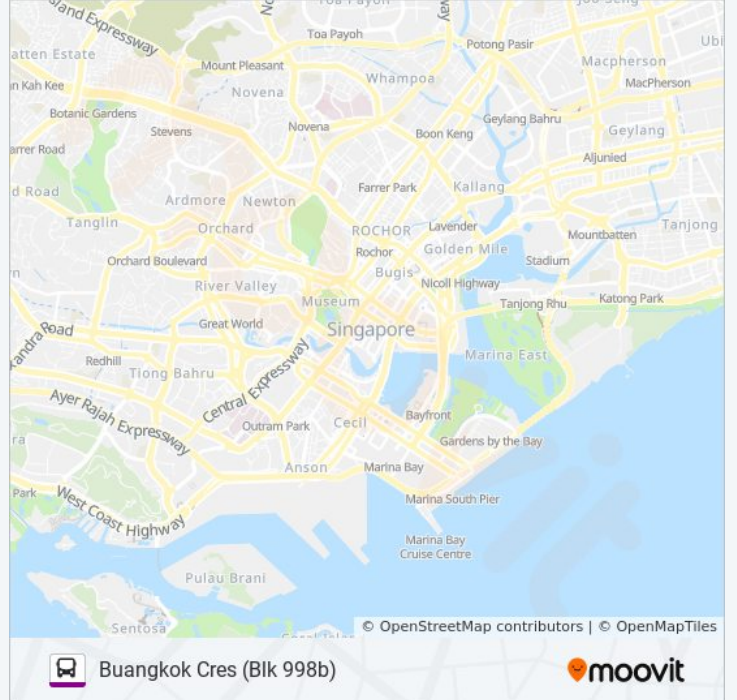 Toa Payoh
Joo Seng
land Expressway
Toa Payoh
Potong Pasir
Ubi
atten Estate
Mount Pleasant
Whampoa
Macpherson
MacPherson
n Kah Kee
Novena
Botanic Gardens
Stevens
Novena
Boon Keng
Geylang Bahru
Geylang
arrer Road
Aljunied
d Road
Ardmore
Newton
Farrer Park
Kallang
Tanglin
Orchard
ROCHOR
Lavender
Mountbatten
Tanjong
Orchard Boulevard
Rochor
Golden Mile
Stadium
River Valley
Bugis
Nicoll Highway
Museum
Tanjong Rhu
Katong Park
Great World
Singapore
xandra Road
Redhill
Tiong Bahru
Marina East
Central Expressway
Ayer Rajah Expressway
Outram Park
Cecil
Bayfront
Gardens by the Bay
Anson
Marina Bay
Park
West Coast Highway
Marina South Pier
Marina Bay
Cruise Centre
Pulau Brani
Sentosa
© OpenStreetMap contributors | © OpenMapTiles
Buangkok Cres (Blk 998b)
moovit